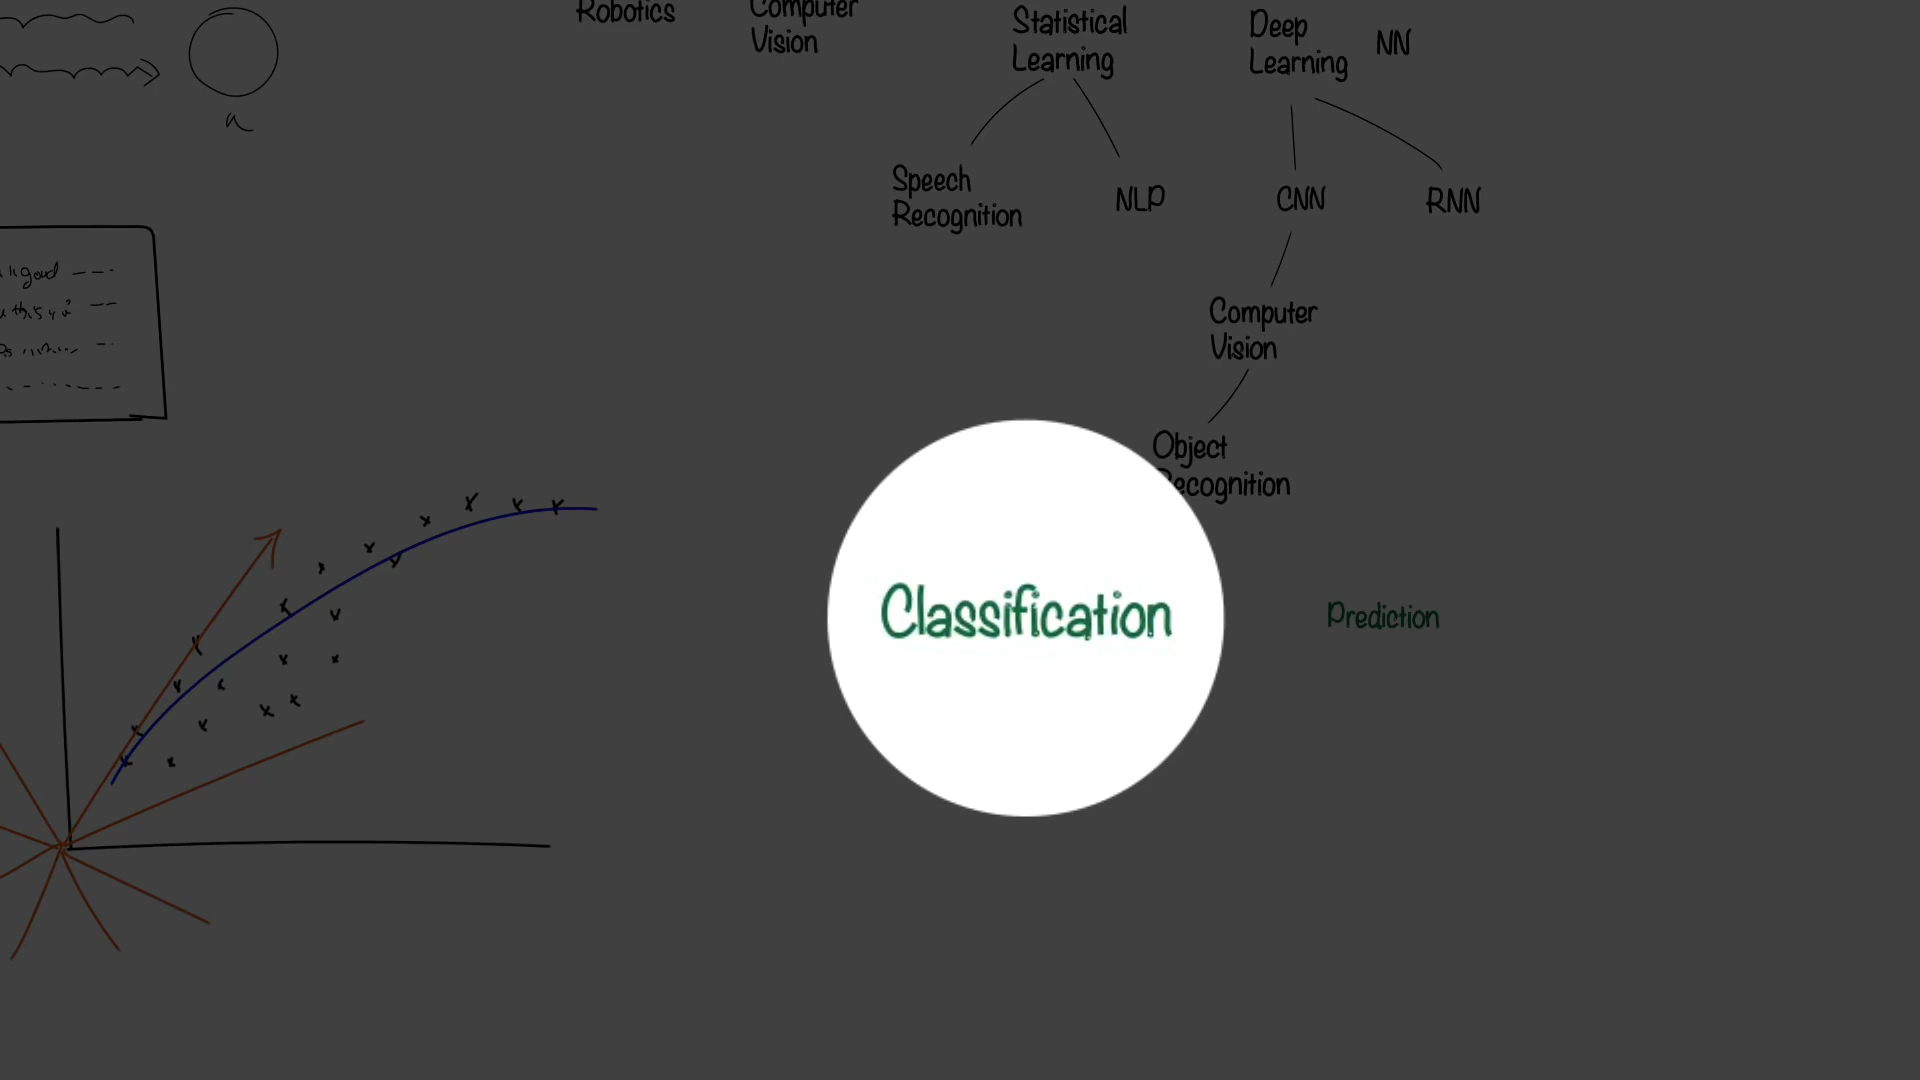 Robotics
Computer
Vision
Statistical
Learning
Deep
Learning
NN
a
Speech
Recognition
NLP
CNN
RNN
good
Computer
Vision
Object
Recognition
Classification
Prediction